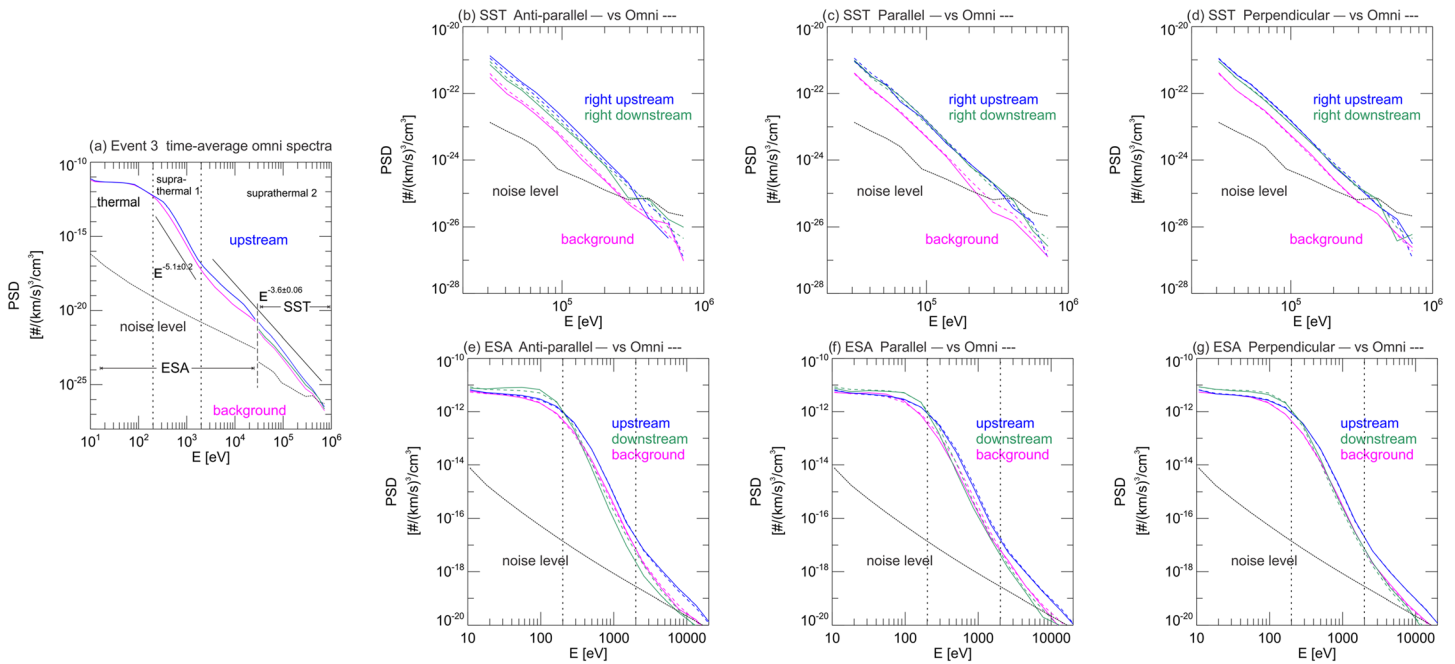 (a) Event 3  time-average omni spectra
10^-10
10^-15
10^-20
10^-25
PSD
[#/(km/s)^3/cm^3]
thermal
supra-
thermal 1
suprathermal 2
upstream
E^-5.1±0.2
E^-3.6±0.06
SST
noise level
ESA
background
10^1 10^2 10^3 10^4 10^5 10^6
E [eV]
(b) SST  Anti-parallel — vs Omni ---
10^-20
10^-22
10^-24
10^-26
10^-28
PSD
[#/(km/s)^3/cm^3]
right upstream
right downstream
noise level
background
10^5 10^6
E [eV]
(c) SST  Parallel — vs Omni ---
10^-20
10^-22
10^-24
10^-26
10^-28
PSD
[#/(km/s)^3/cm^3]
right upstream
right downstream
noise level
background
10^5 10^6
E [eV]
(d) SST  Perpendicular — vs Omni ---
10^-20
10^-22
10^-24
10^-26
10^-28
PSD
[#/(km/s)^3/cm^3]
right upstream
right downstream
noise level
background
10^5 10^6
E [eV]
(e) ESA  Anti-parallel — vs Omni ---
10^-10
10^-12
10^-14
10^-16
10^-18
10^-20
PSD
[#/(km/s)^3/cm^3]
upstream
downstream
background
noise level
10 100 1000 10000
E [eV]
(f) ESA  Parallel — vs Omni ---
10^-10
10^-12
10^-14
10^-16
10^-18
10^-20
PSD
[#/(km/s)^3/cm^3]
upstream
downstream
background
noise level
10 100 1000 10000
E [eV]
(g) ESA  Perpendicular — vs Omni ---
10^-10
10^-12
10^-14
10^-16
10^-18
10^-20
PSD
[#/(km/s)^3/cm^3]
upstream
downstream
background
noise level
10 100 1000 10000
E [eV]